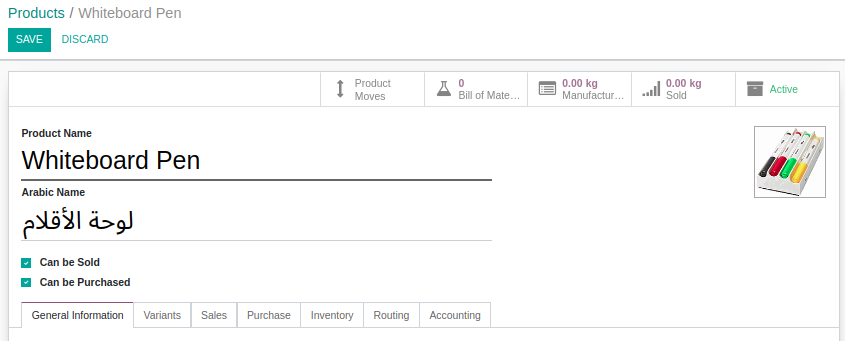 Products / Whiteboard Pen
SAVE DISCARD
Product Moves
0 Bill of Mate…
0.00 kg Manufactur…
0.00 kg Sold
Active
Product Name
Whiteboard Pen
Arabic Name
لوحة الأقلام
Can be Sold
Can be Purchased
General Information Variants Sales Purchase Inventory Routing Accounting